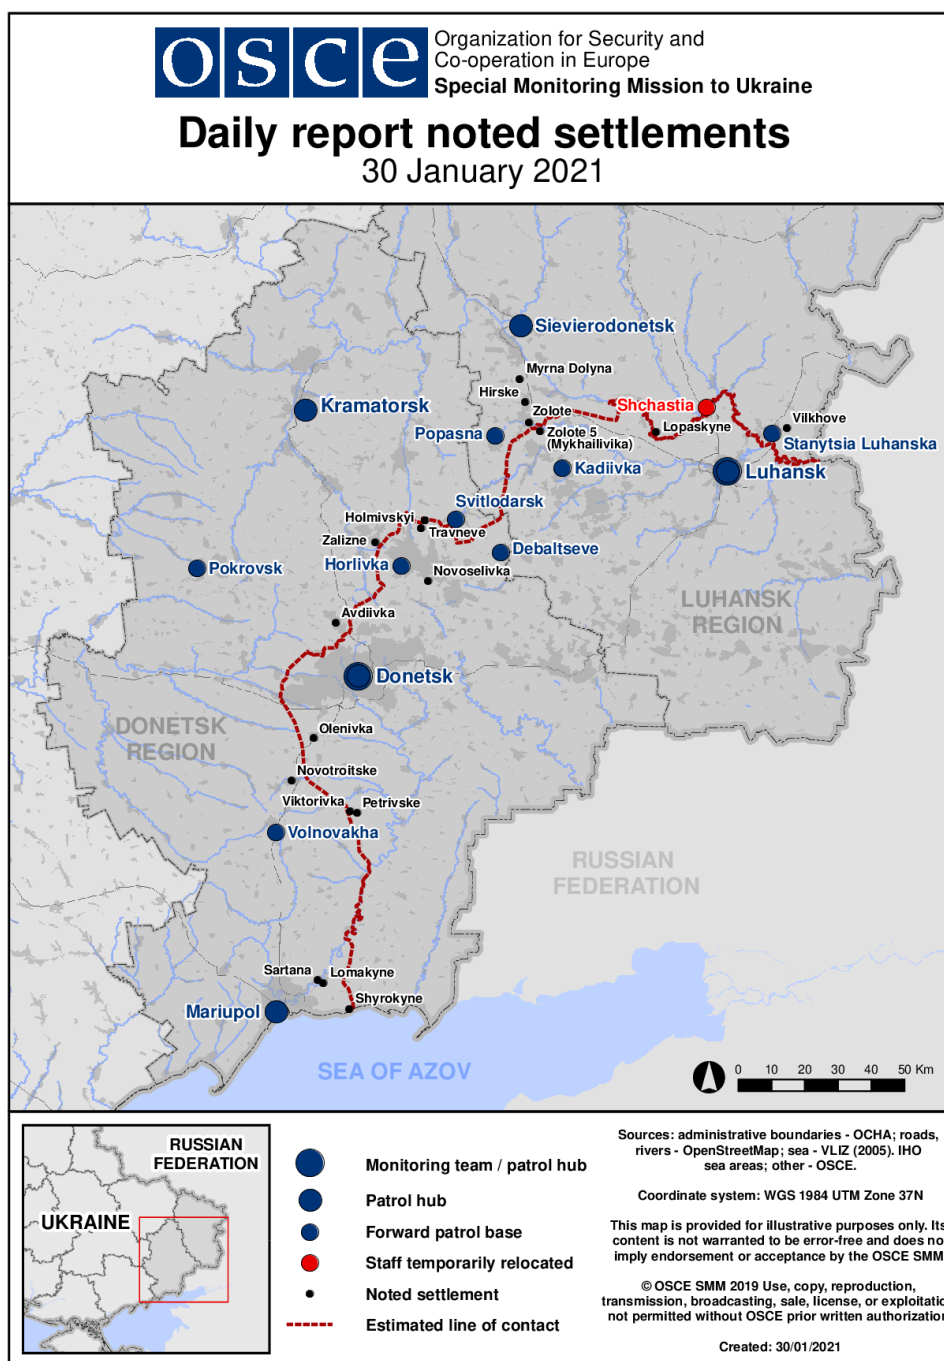 osce
Organization for Security and
Co-operation in Europe
Special Monitoring Mission to Ukraine
Daily report noted settlements
30 January 2021
Sievierodonetsk
Myrna Dolyna
Hirske
Kramatorsk
Zolote
Shchastia
Vilkhove
Popasna
Zolote 5
(Mykhailivika)
Lopaskyne
Stanytsia Luhanska
Kadiivka
Luhansk
Svitlodarsk
Holmivskyi
Travneve
Zalizne
Debaltseve
Pokrovsk
Horlivka
Novoselivka
LUHANSK
REGION
Avdiivka
Donetsk
DONETSK
REGION
Olenivka
Novotroitske
Viktorivka
Petrivske
Volnovakha
RUSSIAN
FEDERATION
Sartana
Lomakyne
Shyrokyne
Mariupol
SEA OF AZOV
0 10 20 30 40 50 Km
RUSSIAN
FEDERATION
UKRAINE
Monitoring team / patrol hub
Patrol hub
Forward patrol base
Staff temporarily relocated
Noted settlement
Estimated line of contact
Sources: administrative boundaries - OCHA; roads,
rivers - OpenStreetMap; sea - VLIZ (2005). IHO
sea areas; other - OSCE.
Coordinate system: WGS 1984 UTM Zone 37N
This map is provided for illustrative purposes only. Its
content is not warranted to be error-free and does no
imply endorsement or acceptance by the OSCE SMM
© OSCE SMM 2019 Use, copy, reproduction,
transmission, broadcasting, sale, license, or exploitatio
not permitted without OSCE prior written authorization
Created: 30/01/2021